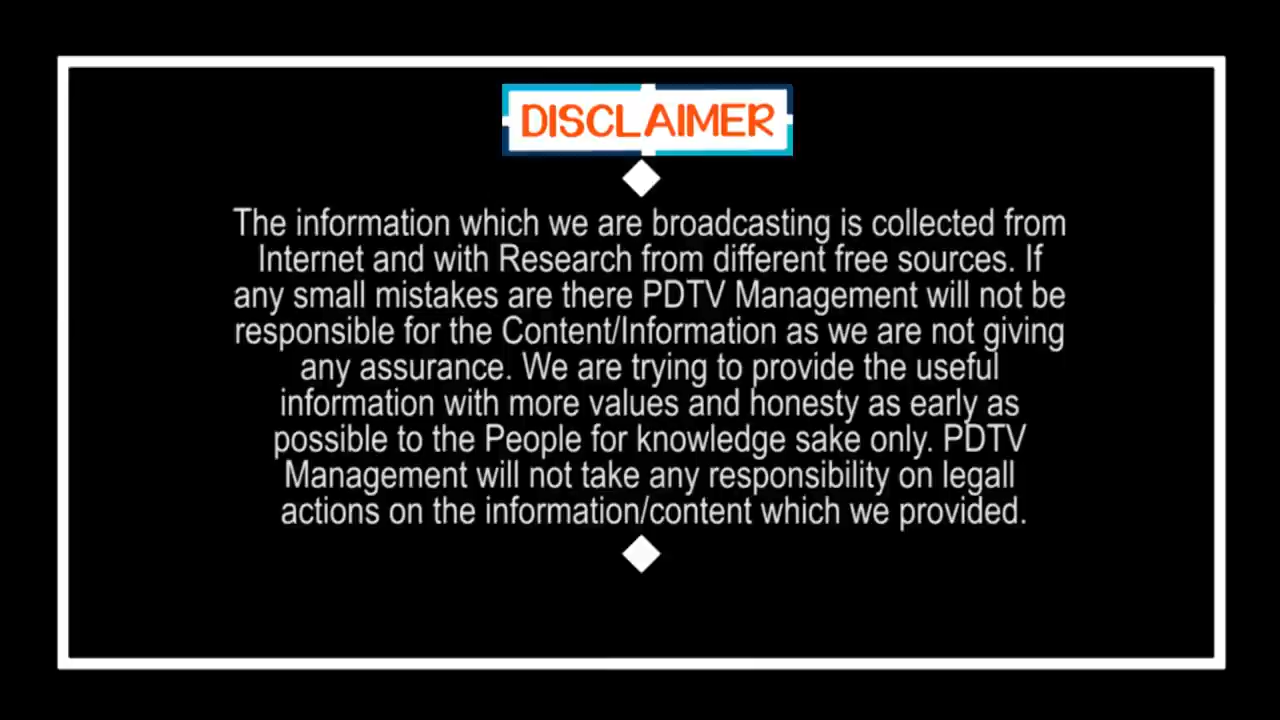 DISCLAIMER
The information which we are broadcasting is collected from
Internet and with Research from different free sources. If
any small mistakes are there PDTV Management will not be
responsible for the Content/Information as we are not giving
any assurance. We are trying to provide the useful
information with more values and honesty as early as
possible to the People for knowledge sake only. PDTV
Management will not take any responsibility on legall
actions on the information/content which we provided.